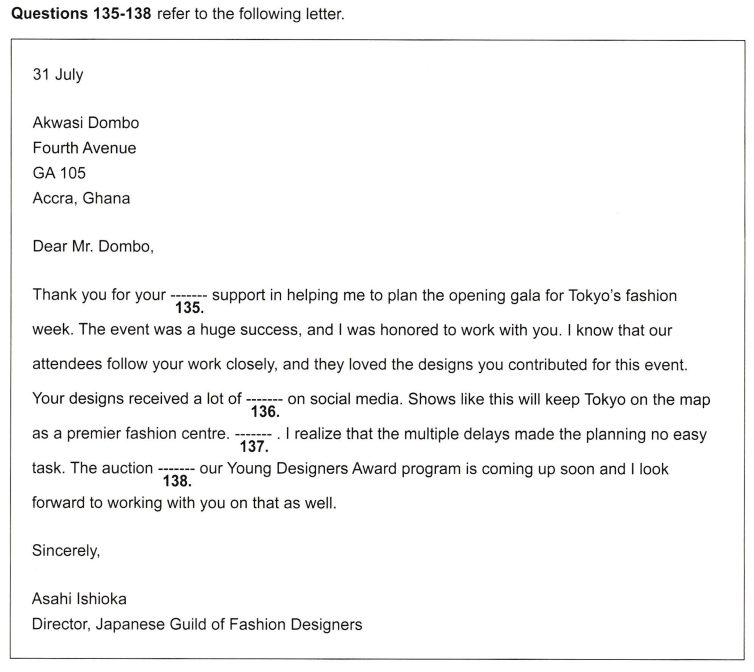 Questions 135-138 refer to the following letter.
31 July
Akwasi Dombo
Fourth Avenue
GA 105
Accra, Ghana
Dear Mr. Dombo,
Thank you for your ------- support in helping me to plan the opening gala for Tokyo's fashion
135.
week. The event was a huge success, and I was honored to work with you. I know that our
attendees follow your work closely, and they loved the designs you contributed for this event.
Your designs received a lot of ------- on social media. Shows like this will keep Tokyo on the map
136.
as a premier fashion centre. ------- . I realize that the multiple delays made the planning no easy
137.
task. The auction ------- our Young Designers Award program is coming up soon and I look
138.
forward to working with you on that as well.
Sincerely,
Asahi Ishioka
Director, Japanese Guild of Fashion Designers